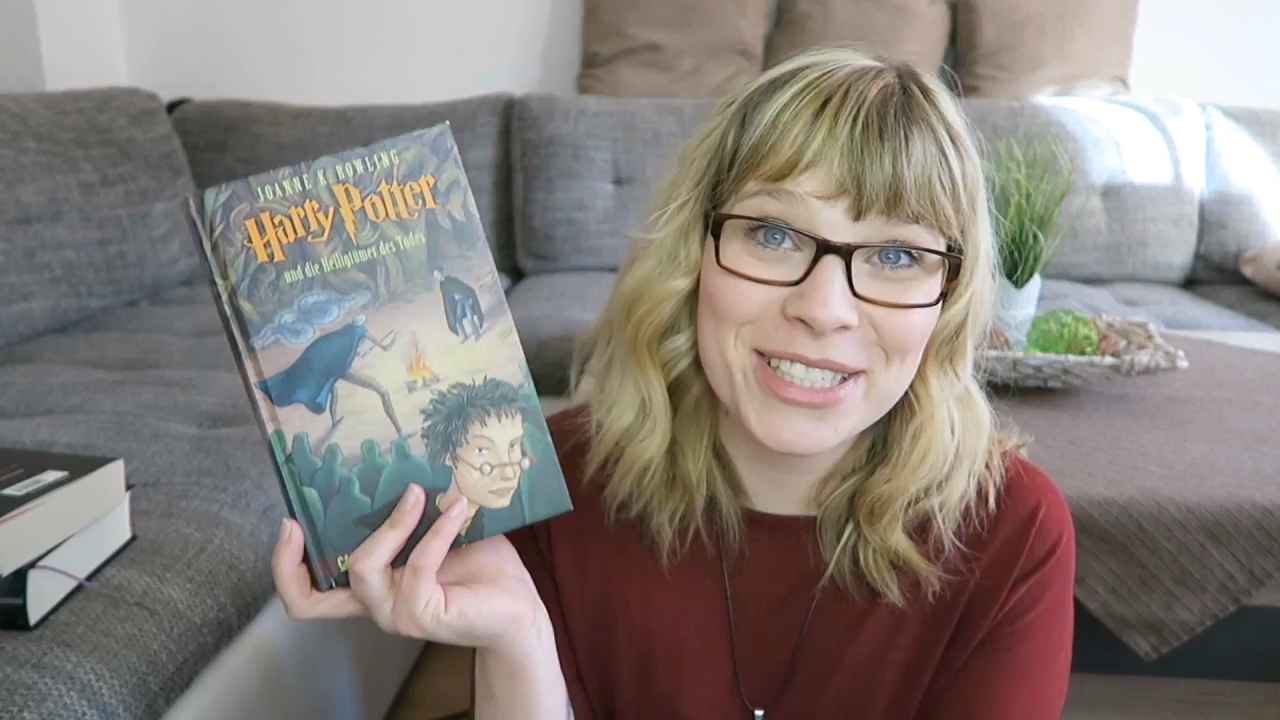 JOANNE K. ROWLING
Harry Potter
und die Heiligtümer des Todes